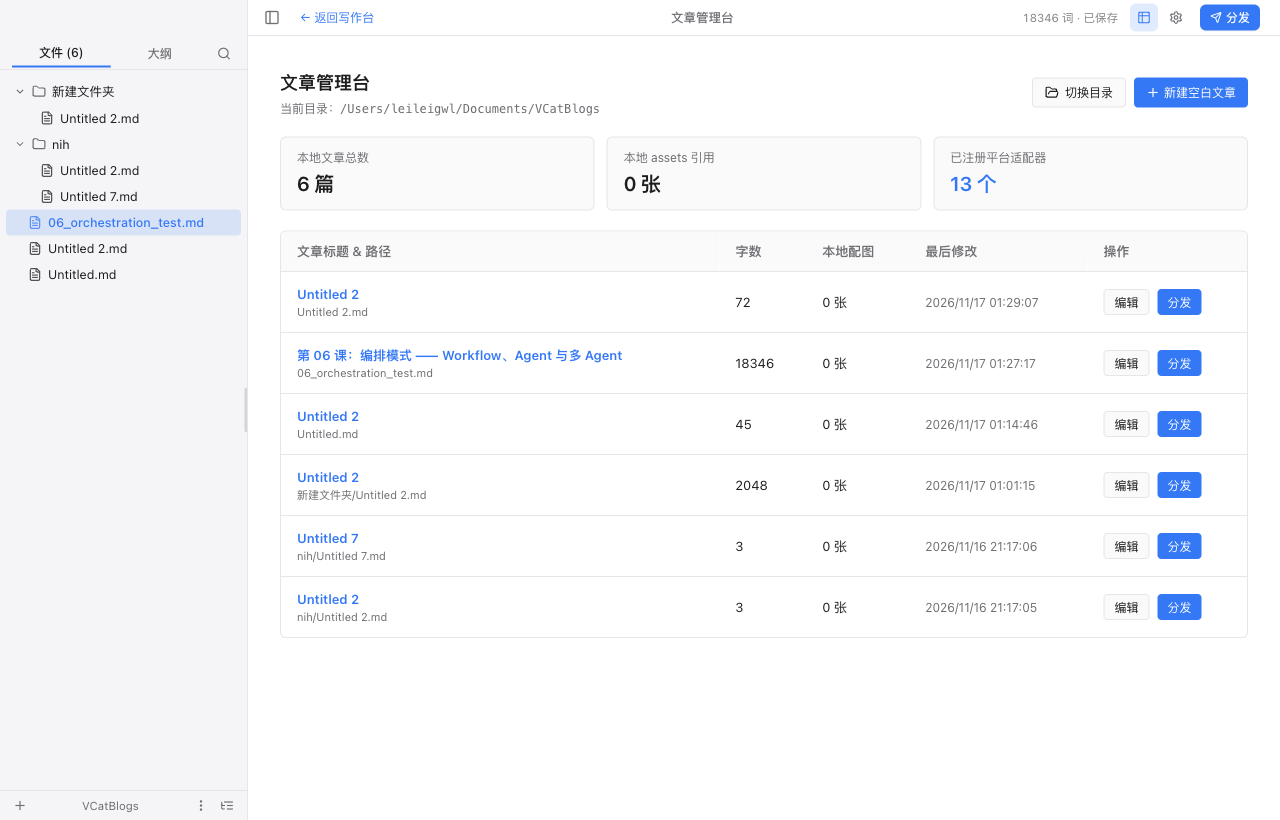 ← 返回写作台
文章管理台
18346 词 · 已保存
分发
文件 (6)
大纲
新建文件夹
Untitled 2.md
nih
Untitled 2.md
Untitled 7.md
06_orchestration_test.md
Untitled 2.md
Untitled.md
VCatBlogs
文章管理台
当前目录：/Users/leileigwl/Documents/VCatBlogs
切换目录
新建空白文章
本地文章总数
6 篇
本地 assets 引用
0 张
已注册平台适配器
13 个
文章标题 & 路径 字数 本地配图 最后修改 操作
Untitled 2
Untitled 2.md
72 0 张 2026/11/17 01:29:07 编辑 分发
第 06 课：编排模式 —— Workflow、Agent 与多 Agent
06_orchestration_test.md
18346 0 张 2026/11/17 01:27:17 编辑 分发
Untitled 2
Untitled.md
45 0 张 2026/11/17 01:14:46 编辑 分发
Untitled 2
新建文件夹/Untitled 2.md
2048 0 张 2026/11/17 01:01:15 编辑 分发
Untitled 7
nih/Untitled 7.md
3 0 张 2026/11/16 21:17:06 编辑 分发
Untitled 2
nih/Untitled 2.md
3 0 张 2026/11/16 21:17:05 编辑 分发